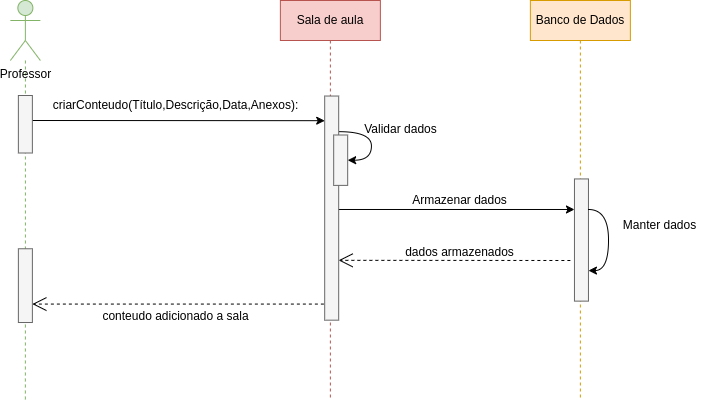 Sala de aula
Banco de Dados
Professor
criarConteudo(Título,Descrição,Data,Anexos):
Validar dados
Armazenar dados
Manter dados
dados armazenados
conteudo adicionado a sala